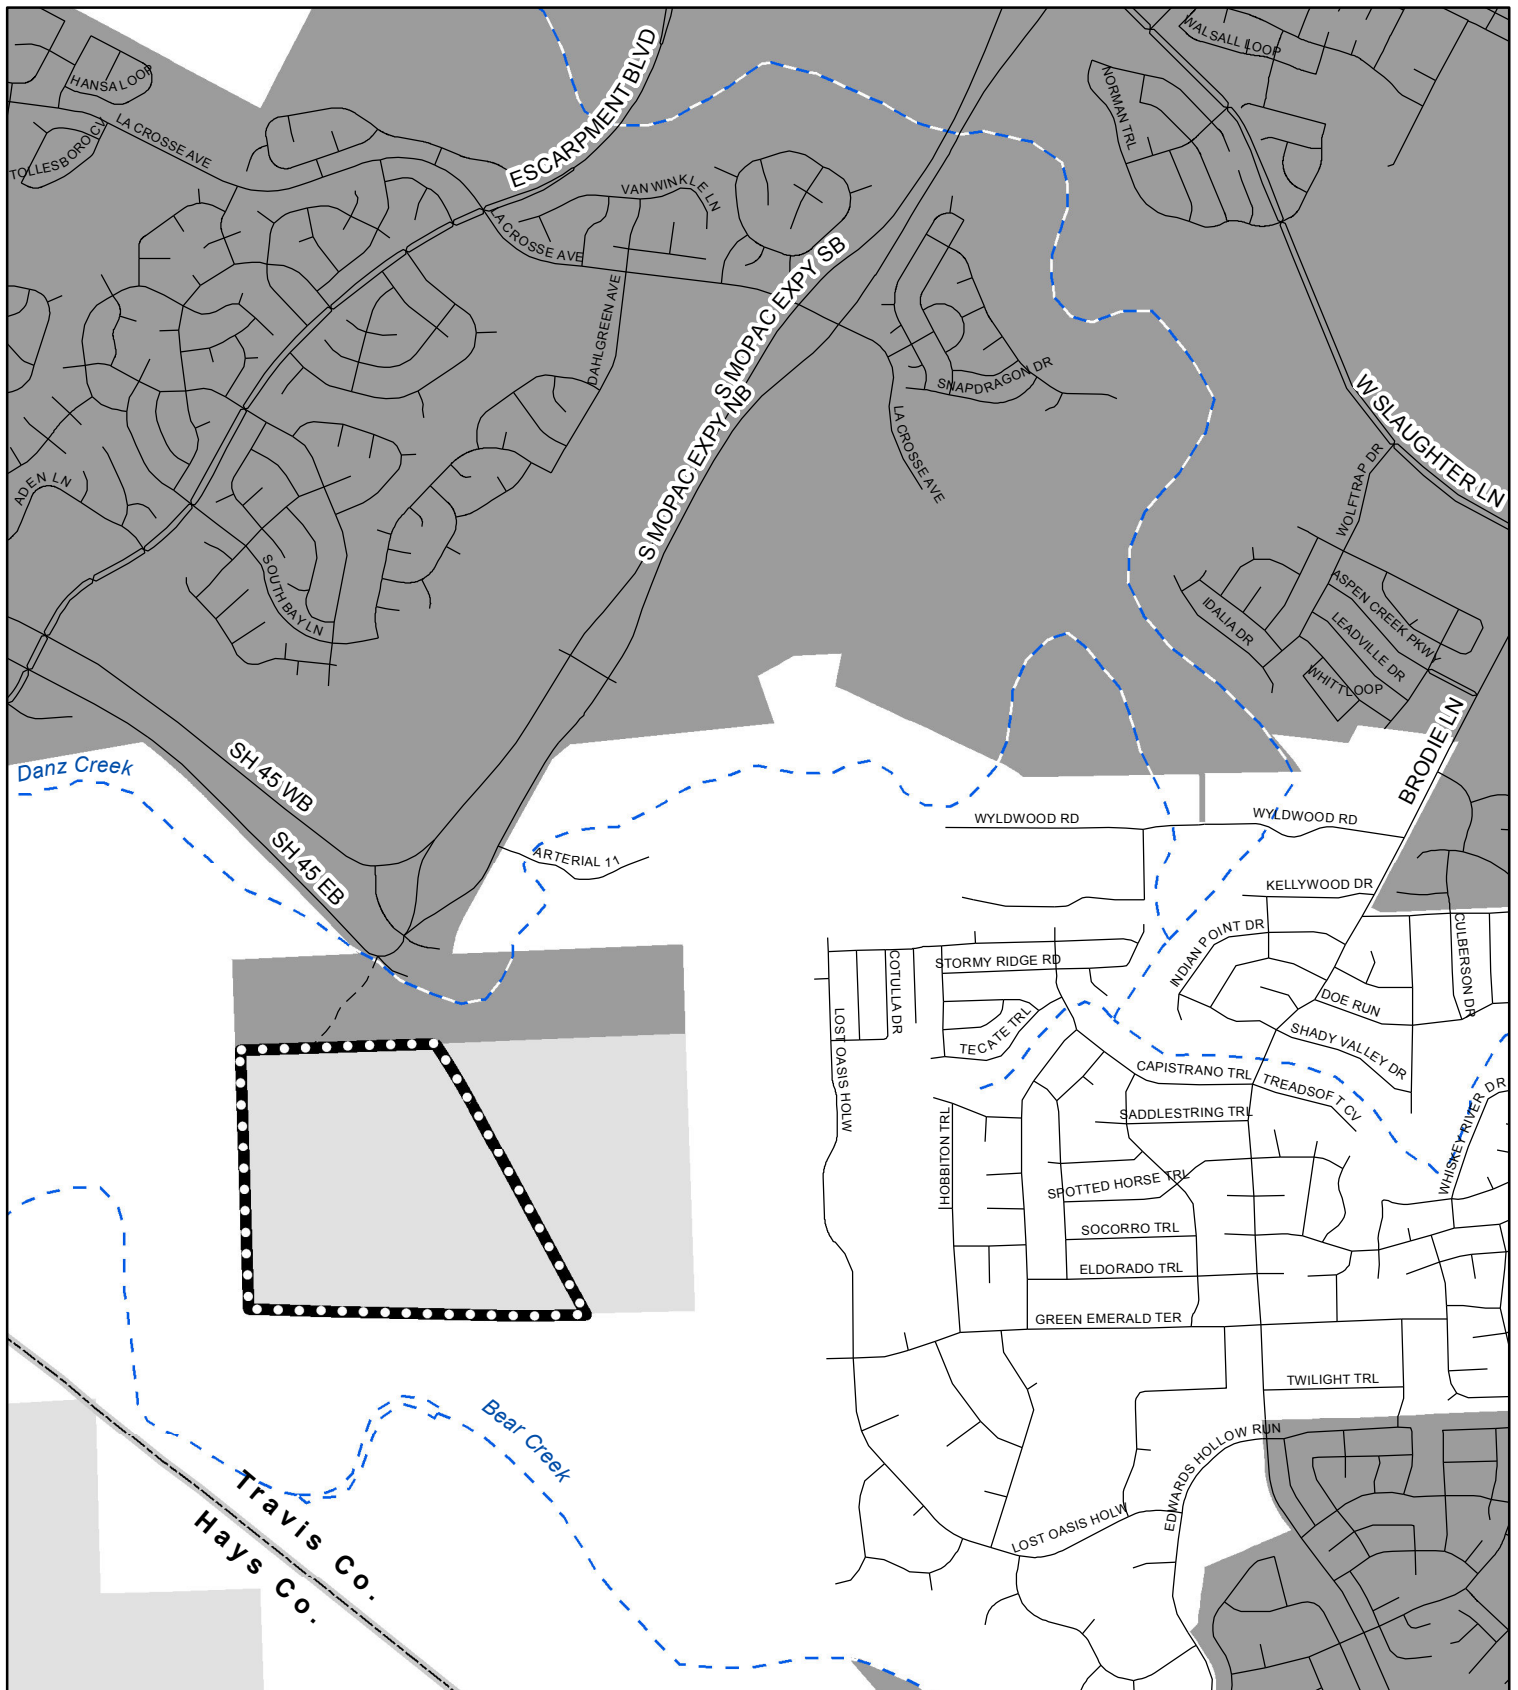 WALSALL LOOP
HANSA LOOP
ESCARPMENT BLVD
NORMAN TRL
LA CROSSE AVE
TOLLESBORO CV
VAN WINKLE LN
LA CROSSE AVE
S MOPAC EXPY SB
DAHLGREEN AVE
SNAPDRAGON DR
S MOPAC EXPY NB
W SLAUGHTER LN
LA CROSSE AVE
WOLFTRAP DR
ADEN LN
SOUTH BAY LN
ASPEN CREEK PKWY
IDALIA DR
LEADVILLE DR
WHITT LOOP
BRODIE LN
Danz Creek
SH 45 WB
WYLDWOOD RD
WYLDWOOD RD
SH 45 EB
ARTERIAL 11
KELLYWOOD DR
INDIAN POINT DR
CULBERSON DR
COTULLA DR
STORMY RIDGE RD
DOE RUN
LOST OASIS HOLW
TECATE TRL
SHADY VALLEY DR
CAPISTRANO TRL
TREADSOFT CV
WHISKEY RIVER DR
SADDLESTRING TRL
HOBBITON TRL
SPOTTED HORSE TRL
SOCORRO TRL
ELDORADO TRL
GREEN EMERALD TER
TWILIGHT TRL
Bear Creek
EDWARDS HOLLOW RUN
Travis Co.
Hays Co.
LOST OASIS HOLW